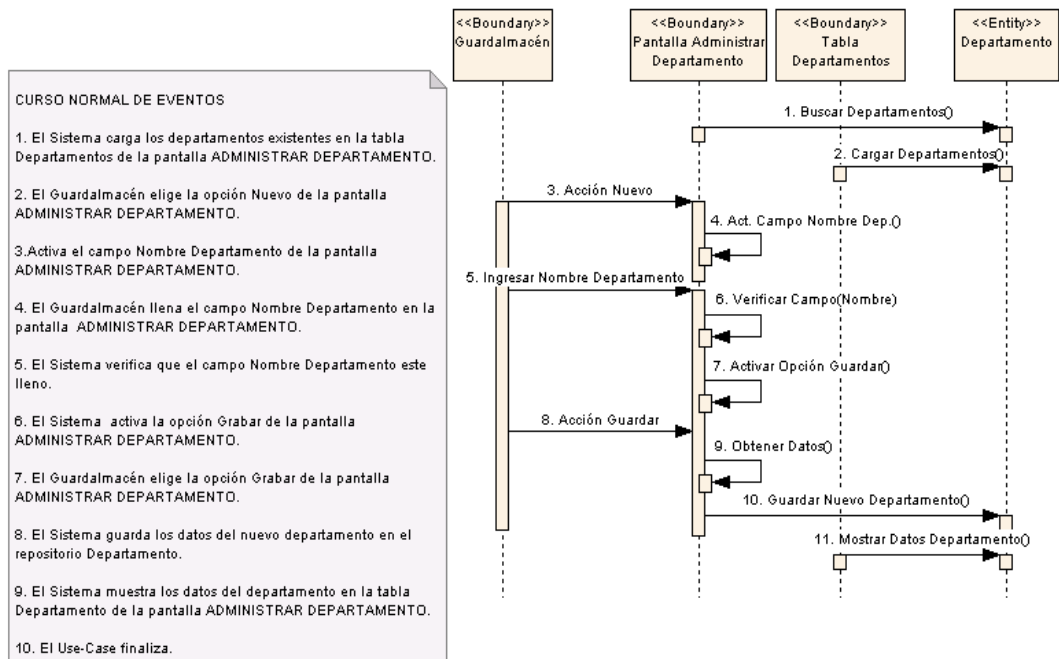 <<Boundary>>
Guardalmacén
<<Boundary>>
Pantalla Administrar
Departamento
<<Boundary>>
Tabla
Departamentos
<<Entity>>
Departamento
CURSO NORMAL DE EVENTOS
1. El Sistema carga los departamentos existentes en la tabla
Departamentos de la pantalla ADMINISTRAR DEPARTAMENTO.
2. El Guardalmacén elige la opción Nuevo de la pantalla
ADMINISTRAR DEPARTAMENTO.
3.Activa el campo Nombre Departamento de la pantalla
ADMINISTRAR DEPARTAMENTO.
4. El Guardalmacén llena el campo Nombre Departamento en la
pantalla ADMINISTRAR DEPARTAMENTO.
5. El Sistema verifica que el campo Nombre Departamento este
lleno.
6. El Sistema activa la opción Grabar de la pantalla
ADMINISTRAR DEPARTAMENTO.
7. El Guardalmacén elige la opción Grabar de la pantalla
ADMINISTRAR DEPARTAMENTO.
8. El Sistema guarda los datos del nuevo departamento en el
repositorio Departamento.
9. El Sistema muestra los datos del departamento en la tabla
Departamento de la pantalla ADMINISTRAR DEPARTAMENTO.
10. El Use-Case finaliza.
1. Buscar Departamentos()
2. Cargar Departamentos()
3. Acción Nuevo
4. Act. Campo Nombre Dep.()
5. Ingresar Nombre Departamento
6. Verificar Campo(Nombre)
7. Activar Opción Guardar()
8. Acción Guardar
9. Obtener Datos()
10. Guardar Nuevo Departamento()
11. Mostrar Datos Departamento()